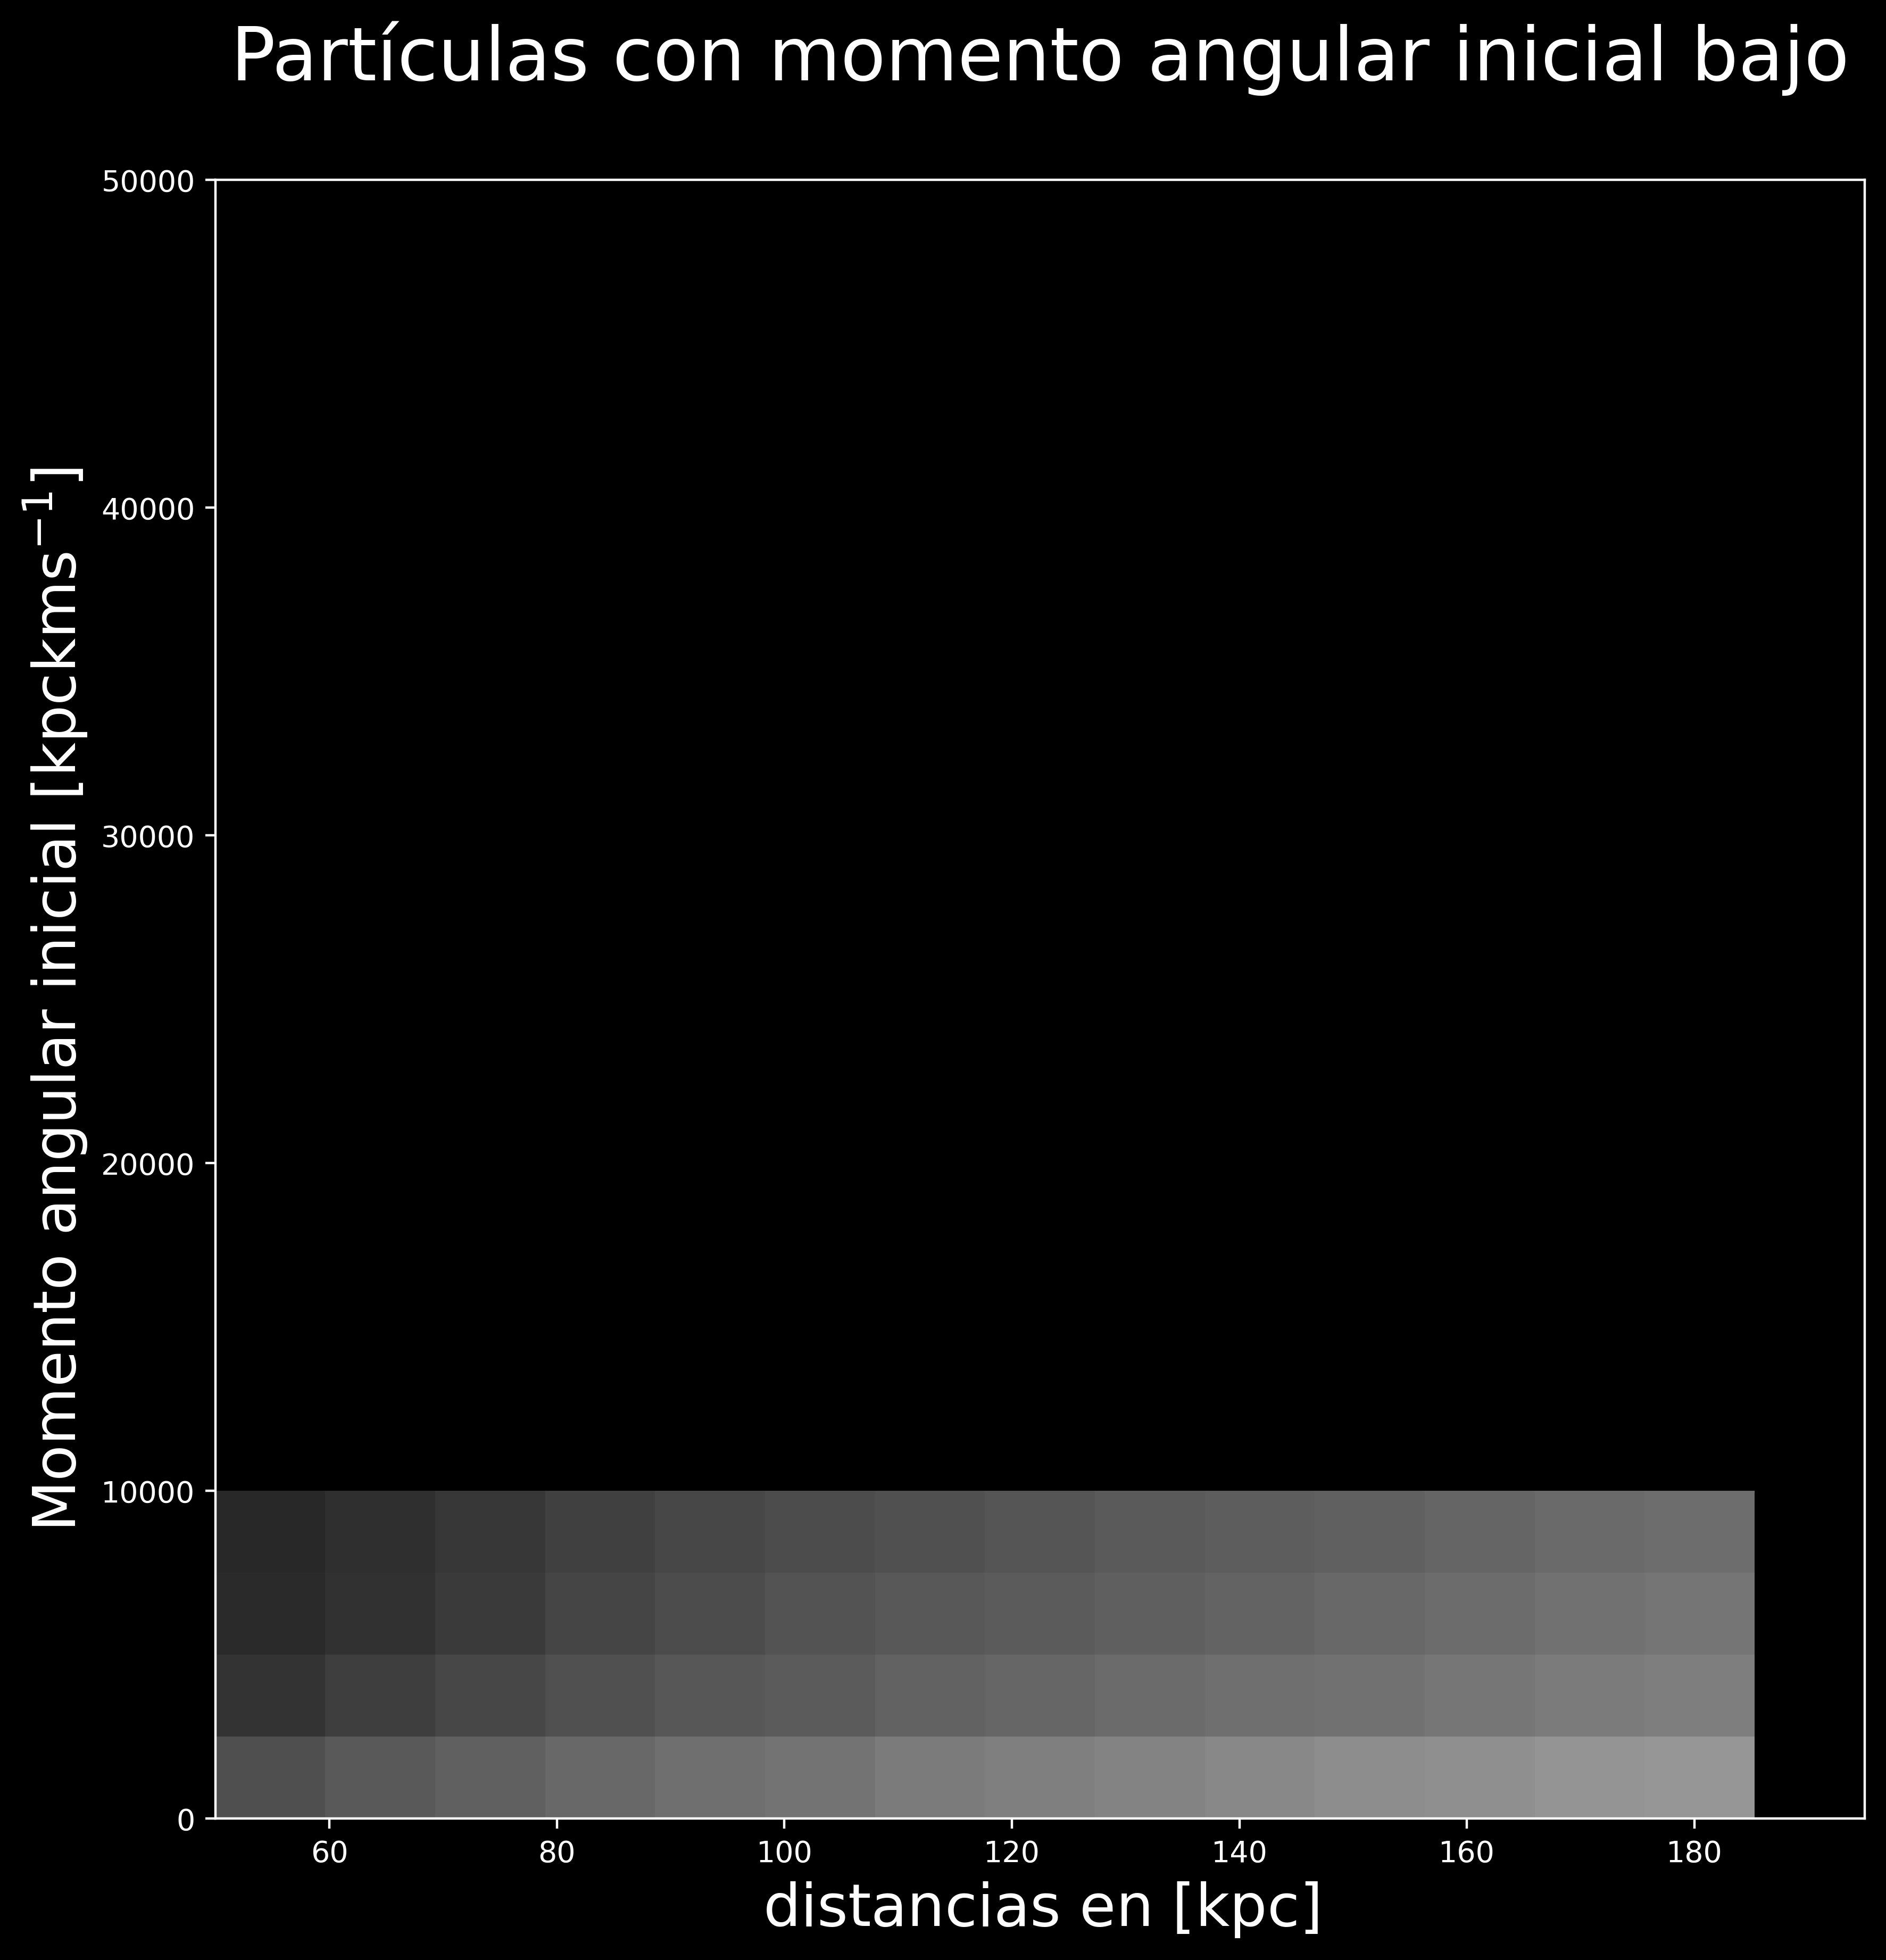 Partículas con momento angular inicial bajo
Momento angular inicial [kpckms⁻¹]
50000
40000
30000
20000
10000
0
60 80 100 120 140 160 180
distancias en [kpc]